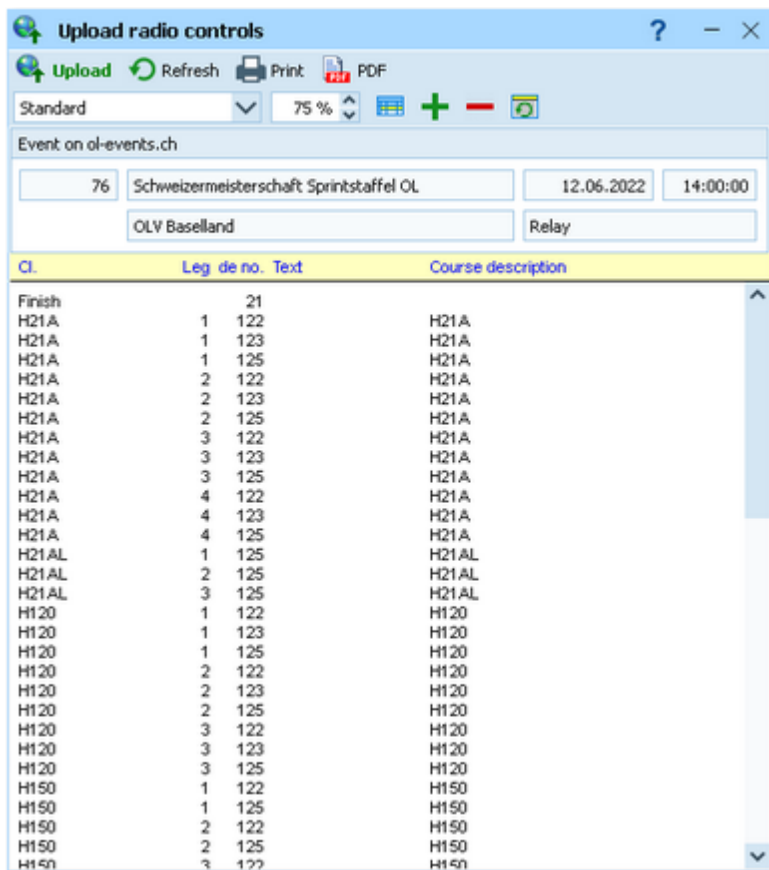 Upload radio controls ? 
Upload Refresh Print PDF
Standard 75 %
Event on ol-events.ch
76 Schweizermeisterschaft Sprintstaffel OL 12.06.2022 14:00:00
OLV Baselland Relay
Cl. Leg de no. Text Course description
Finish 21
H21A 1 122 H21A
H21A 1 123 H21A
H21A 1 125 H21A
H21A 2 122 H21A
H21A 2 123 H21A
H21A 2 125 H21A
H21A 3 122 H21A
H21A 3 123 H21A
H21A 3 125 H21A
H21A 4 122 H21A
H21A 4 123 H21A
H21A 4 125 H21A
H21AL 1 125 H21AL
H21AL 2 125 H21AL
H21AL 3 125 H21AL
H120 1 122 H120
H120 1 123 H120
H120 1 125 H120
H120 2 122 H120
H120 2 123 H120
H120 2 125 H120
H120 3 122 H120
H120 3 123 H120
H120 3 125 H120
H150 1 122 H150
H150 1 125 H150
H150 2 122 H150
H150 2 125 H150
H150 3 122 H150